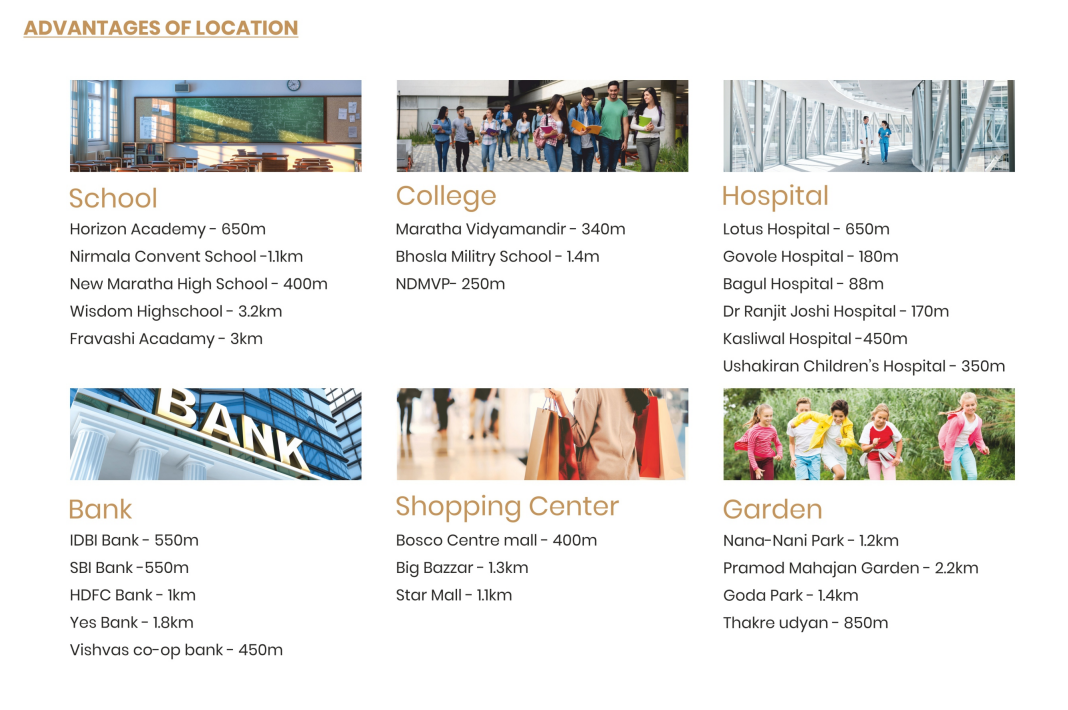 ADVANTAGES OF LOCATION
School
Horizon Academy - 650m
Nirmala Convent School -1.1km
New Maratha High School - 400m
Wisdom Highschool - 3.2km
Fravashi Acadamy - 3km
College
Maratha Vidyamandir - 340m
Bhosla Militry School - 1.4m
NDMVP- 250m
Hospital
Lotus Hospital - 650m
Govole Hospital - 180m
Bagul Hospital - 88m
Dr Ranjit Joshi Hospital - 170m
Kasliwal Hospital -450m
Ushakiran Children's Hospital - 350m
BANK
Bank
IDBI Bank - 550m
SBI Bank -550m
HDFC Bank - 1km
Yes Bank - 1.8km
Vishvas co-op bank - 450m
Shopping Center
Bosco Centre mall - 400m
Big Bazzar - 1.3km
Star Mall - 1.1km
Garden
Nana-Nani Park - 1.2km
Pramod Mahajan Garden - 2.2km
Goda Park - 1.4km
Thakre udyan - 850m